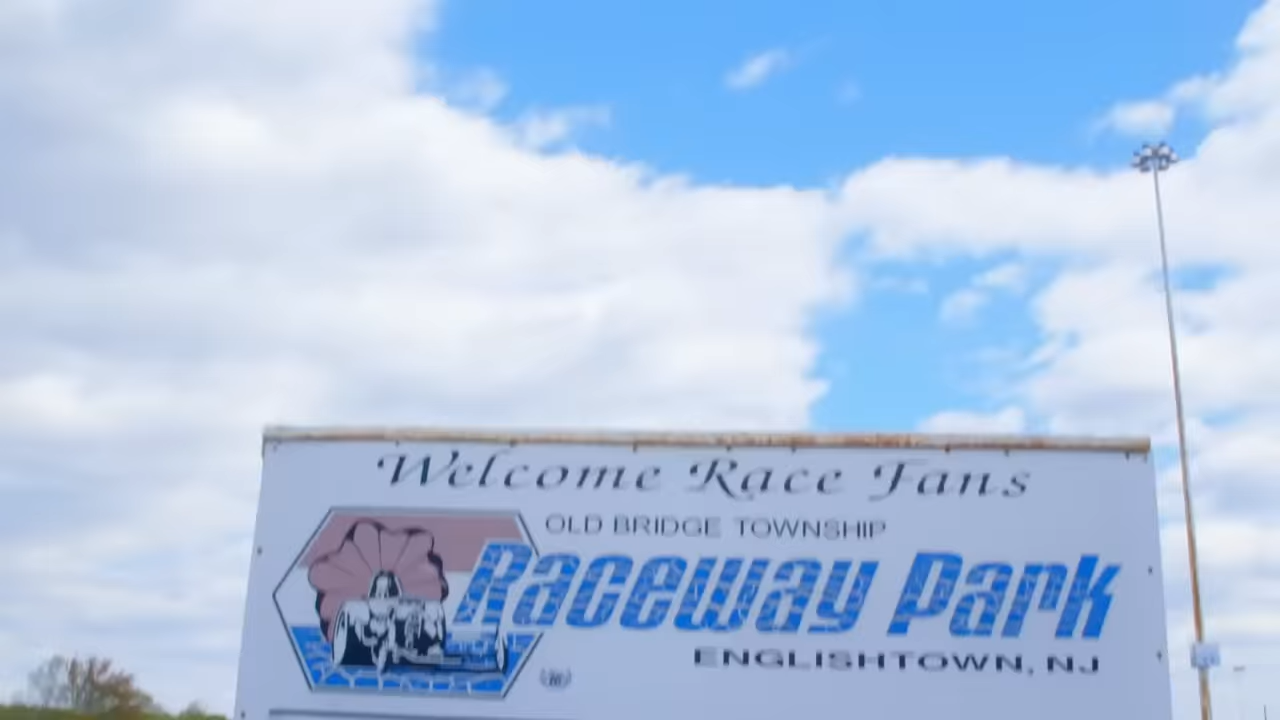 Welcome Race Fans
OLD BRIDGE TOWNSHIP
Raceway Park
ENGLISHTOWN, NJ